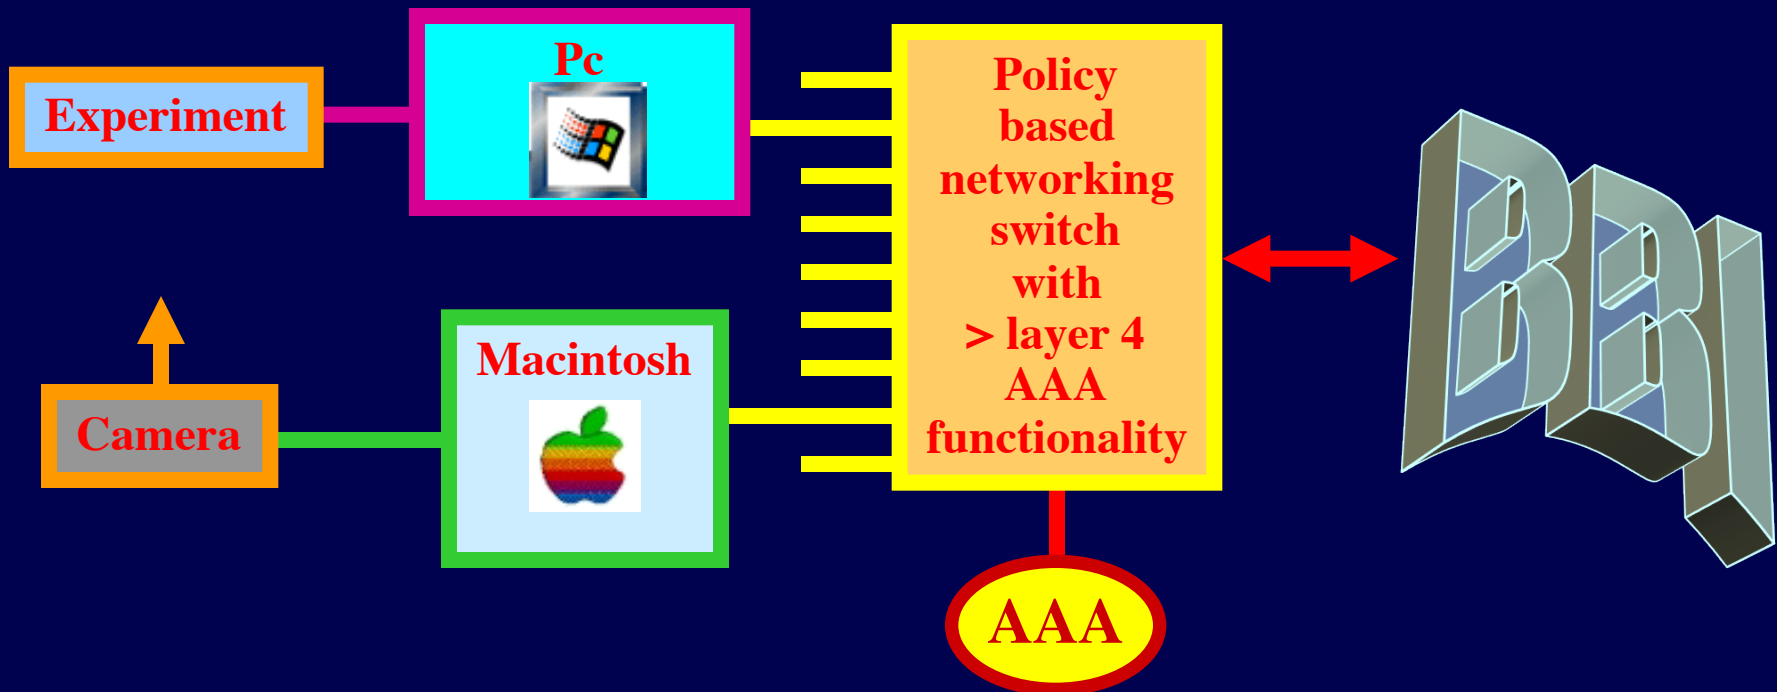 Experiment
Pc
Camera
Macintosh
Policy
based
networking
switch
with
> layer 4
AAA
functionality
AAA
BBI